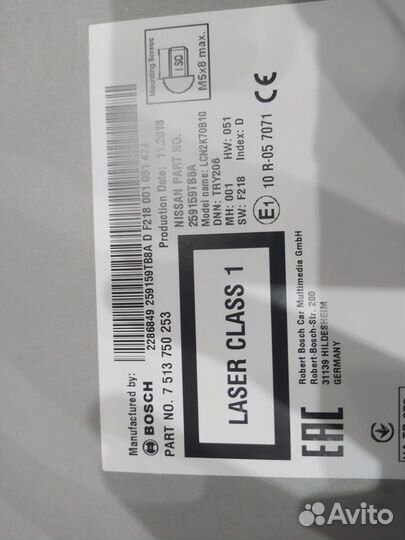 Mounting Screws
ISO
M5x8 max.
2286849 259159TB8A D F218 001 051
Production Date: 11.2018
NISSAN PART NO.
259159TB8A
Model name: LCN2K70B10
DNN: TRY206
MH: 001 HW: 051
SW: F218 Index: D
E1 10 R-05 7071 CE
Manufactured by:
BOSCH
PART NO. 7 513 750 253
LASER CLASS 1
Robert Bosch Car Multimedia GmbH
Robert-Bosch-Str. 200
31139 HILDESHEIM
GERMANY
EAC
Avito